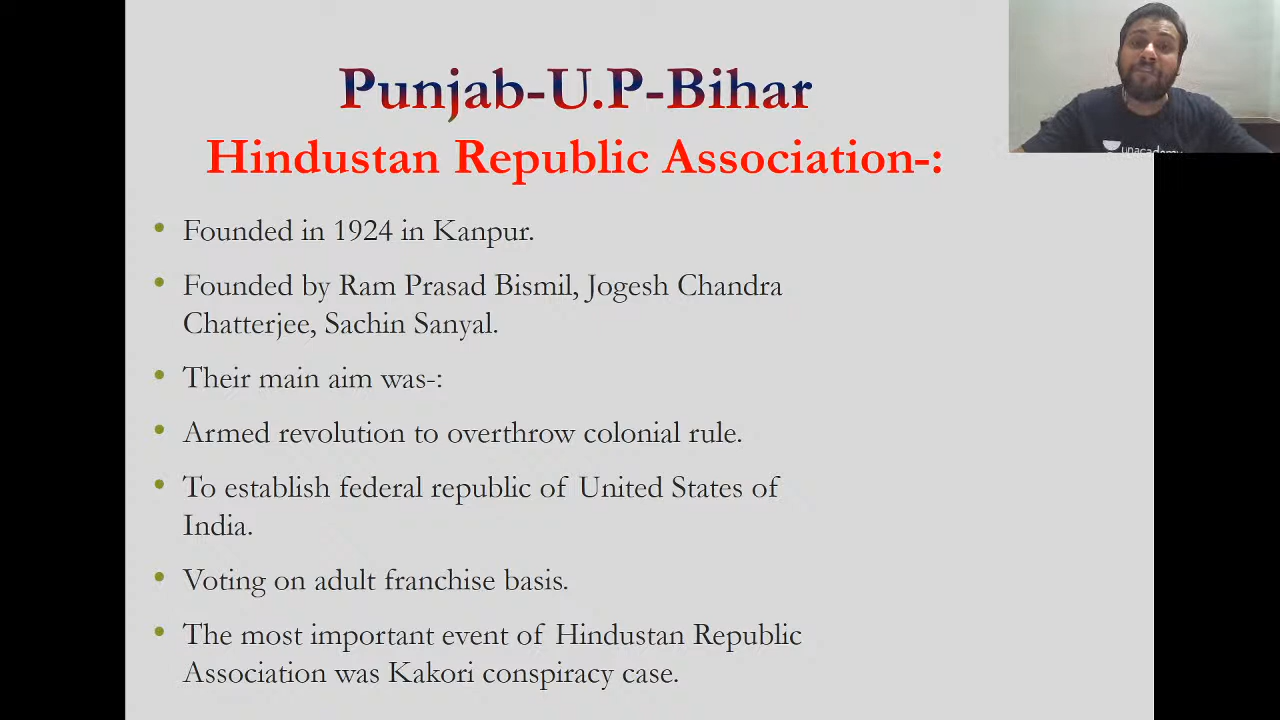 Punjab-U.P-Bihar
Hindustan Republic Association-:
• Founded in 1924 in Kanpur.
• Founded by Ram Prasad Bismil, Jogesh Chandra
Chatterjee, Sachin Sanyal.
• Their main aim was-:
• Armed revolution to overthrow colonial rule.
• To establish federal republic of United States of
India.
• Voting on adult franchise basis.
• The most important event of Hindustan Republic
Association was Kakori conspiracy case.
unacademy